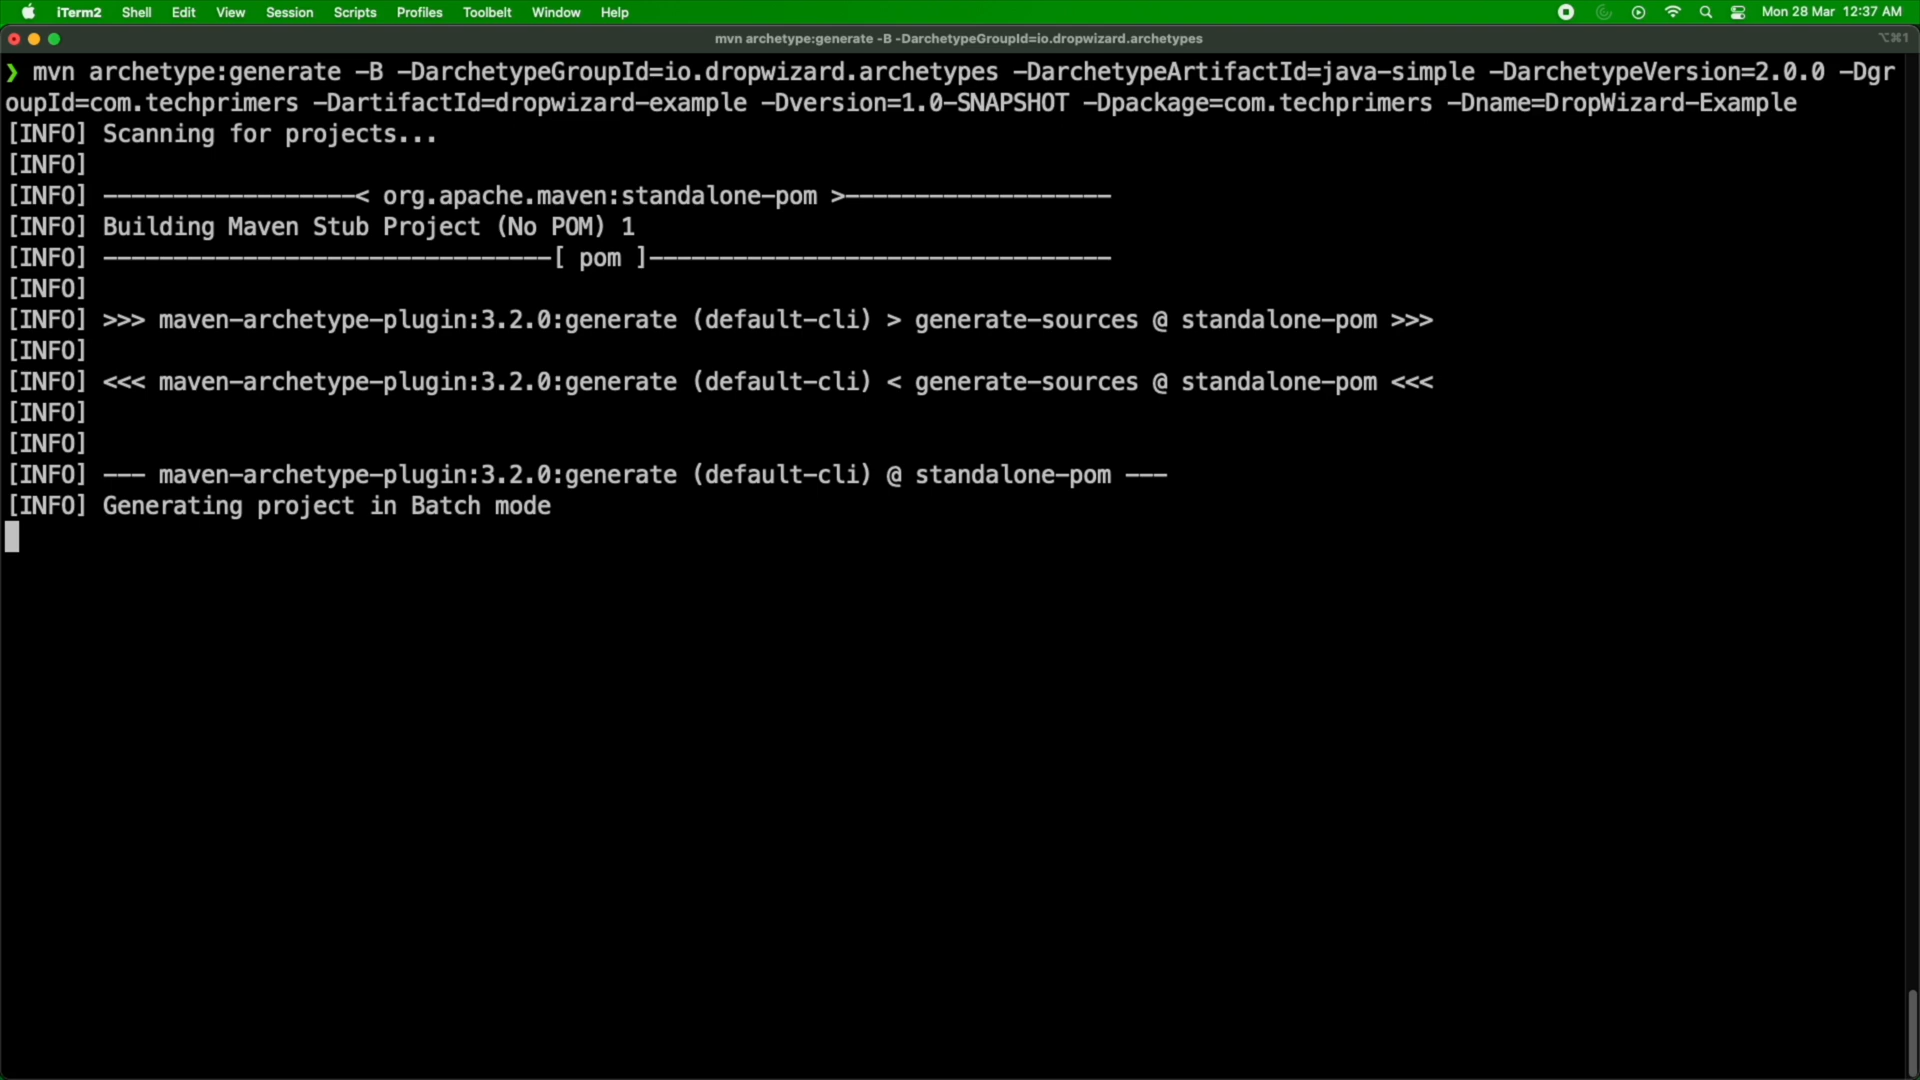 iTerm2 Shell Edit View Session Scripts Profiles Toolbelt Window Help Mon 28 Mar 12:37 AM
mvn archetype:generate -B -DarchetypeGroupId=io.dropwizard.archetypes ⌥⌘1
❯ mvn archetype:generate -B -DarchetypeGroupId=io.dropwizard.archetypes -DarchetypeArtifactId=java-simple -DarchetypeVersion=2.0.0 -Dgr
oupId=com.techprimers -DartifactId=dropwizard-example -Dversion=1.0-SNAPSHOT -Dpackage=com.techprimers -Dname=DropWizard-Example
[INFO] Scanning for projects...
[INFO]
[INFO] ------------------< org.apache.maven:standalone-pom >-------------------
[INFO] Building Maven Stub Project (No POM) 1
[INFO] --------------------------------[ pom ]---------------------------------
[INFO]
[INFO] >>> maven-archetype-plugin:3.2.0:generate (default-cli) > generate-sources @ standalone-pom >>>
[INFO]
[INFO] <<< maven-archetype-plugin:3.2.0:generate (default-cli) < generate-sources @ standalone-pom <<<
[INFO]
[INFO]
[INFO] --- maven-archetype-plugin:3.2.0:generate (default-cli) @ standalone-pom ---
[INFO] Generating project in Batch mode